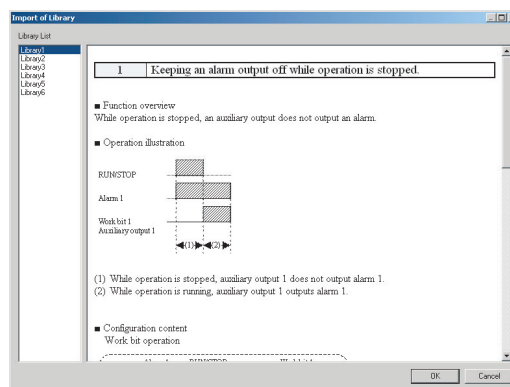 Import of Library
Library List
Library1
Library2
Library3
Library4
Library5
Library6
1 Keeping an alarm output off while operation is stopped.
■ Function overview
While operation is stopped, an auxiliary output does not output an alarm.
■ Operation illustration
RUN/STOP
Alarm 1
Work bit 1
Auxiliary output 1
(1) (2)
(1) While operation is stopped, auxiliary output 1 does not output alarm 1.
(2) While operation is running, auxiliary output 1 outputs alarm 1.
■ Configuration content
Work bit operation
OK Cancel